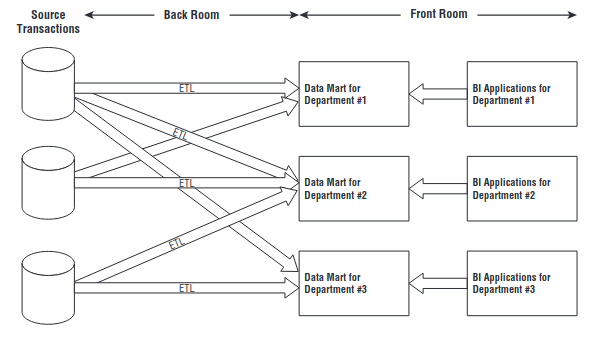 Source
Transactions
Back Room
Front Room
ETL
Data Mart for
Department #1
BI Applications for
Department #1
ETL
ETL
Data Mart for
Department #2
BI Applications for
Department #2
ETL
ETL
Data Mart for
Department #3
BI Applications for
Department #3